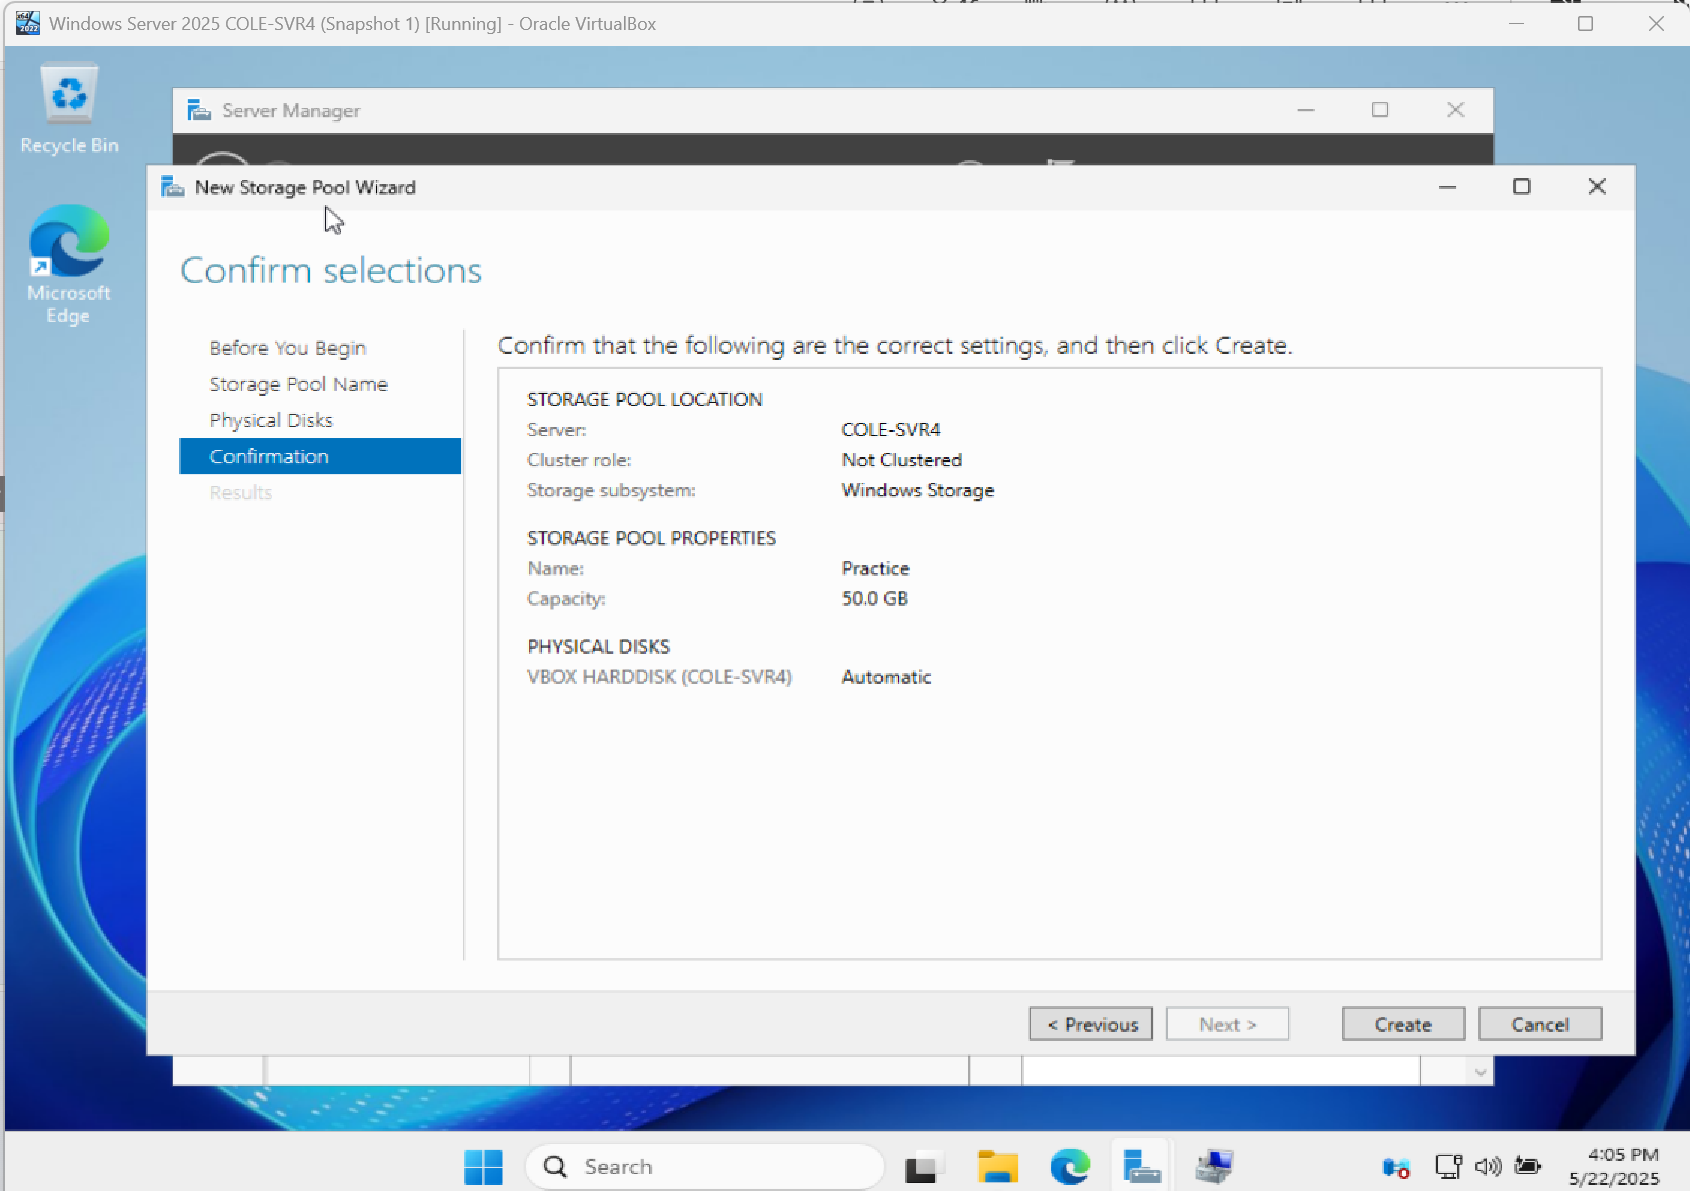 Windows Server 2025 COLE-SVR4 (Snapshot 1) [Running] - Oracle VirtualBox
Recycle Bin
Server Manager
New Storage Pool Wizard
Microsoft
Edge
Confirm selections
Before You Begin
Storage Pool Name
Physical Disks
Confirmation
Results
Confirm that the following are the correct settings, and then click Create.
STORAGE POOL LOCATION
Server: COLE-SVR4
Cluster role: Not Clustered
Storage subsystem: Windows Storage
STORAGE POOL PROPERTIES
Name: Practice
Capacity: 50.0 GB
PHYSICAL DISKS
VBOX HARDDISK (COLE-SVR4) Automatic
< Previous Next > Create Cancel
Search
4:05 PM
5/22/2025